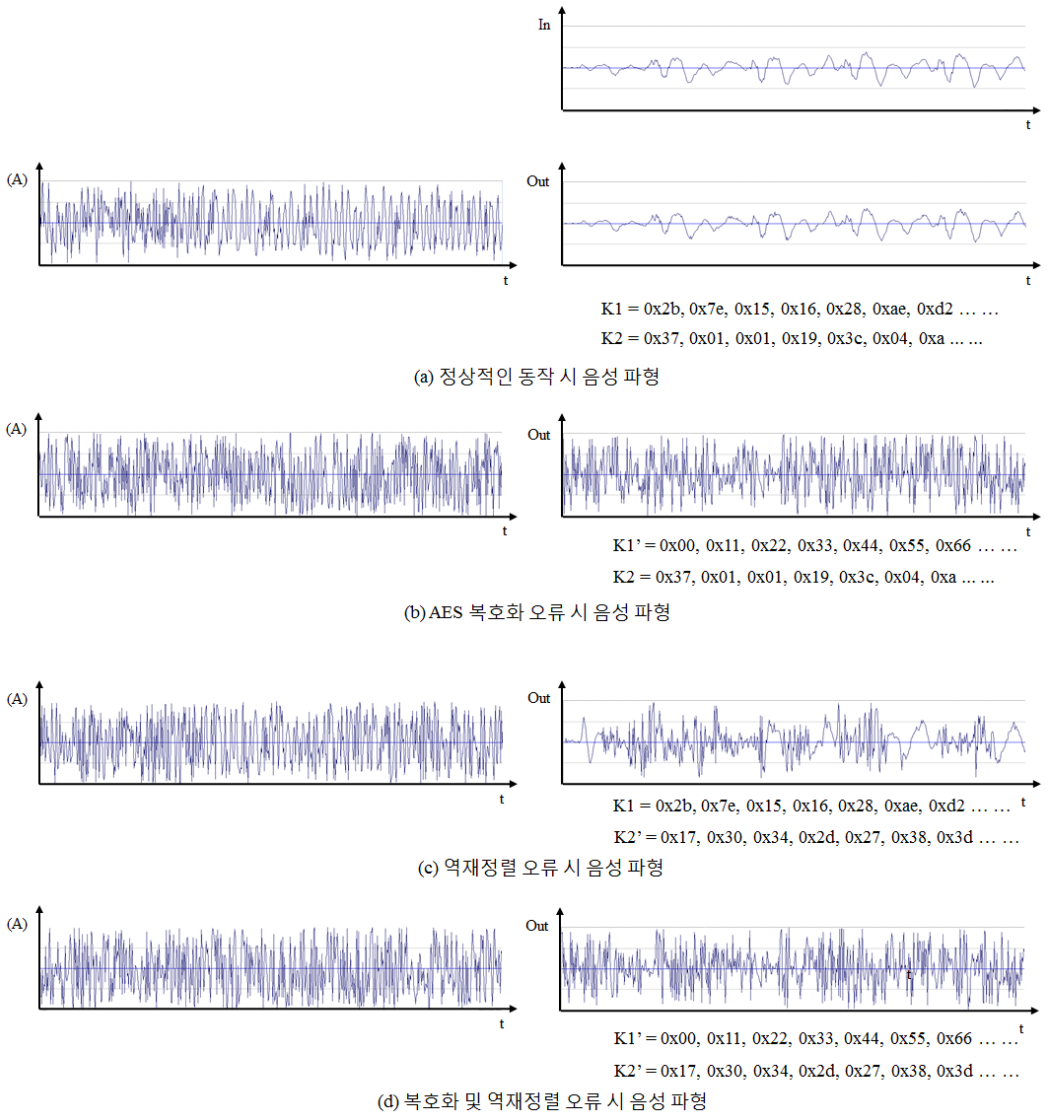 In
t
(A)
t
Out
t
K1 = 0x2b, 0x7e, 0x15, 0x16, 0x28, 0xae, 0xd2 … …
K2 = 0x37, 0x01, 0x01, 0x19, 0x3c, 0x04, 0xa ... ...
(a) 정상적인 동작 시 음성 파형
(A)
t
Out
t
K1’ = 0x00, 0x11, 0x22, 0x33, 0x44, 0x55, 0x66 … …
K2 = 0x37, 0x01, 0x01, 0x19, 0x3c, 0x04, 0xa ... ...
(b) AES 복호화 오류 시 음성 파형
(A)
t
Out
t
K1 = 0x2b, 0x7e, 0x15, 0x16, 0x28, 0xae, 0xd2 … …
K2’ = 0x17, 0x30, 0x34, 0x2d, 0x27, 0x38, 0x3d … …
(c) 역재정렬 오류 시 음성 파형
(A)
t
Out
t
t
K1’ = 0x00, 0x11, 0x22, 0x33, 0x44, 0x55, 0x66 … …
K2’ = 0x17, 0x30, 0x34, 0x2d, 0x27, 0x38, 0x3d … …
(d) 복호화 및 역재정렬 오류 시 음성 파형